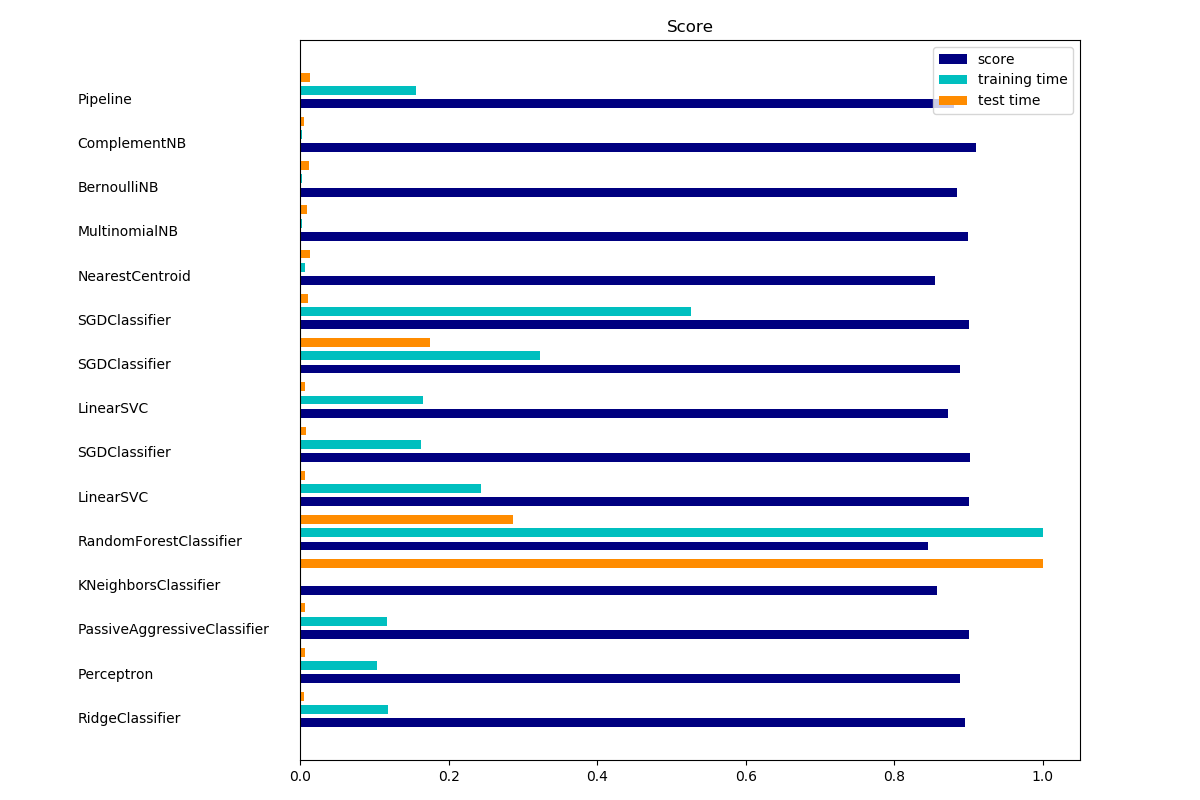 Score
score
training time
test time
Pipeline
ComplementNB
BernoulliNB
MultinomialNB
NearestCentroid
SGDClassifier
SGDClassifier
LinearSVC
SGDClassifier
LinearSVC
RandomForestClassifier
KNeighborsClassifier
PassiveAggressiveClassifier
Perceptron
RidgeClassifier
0.0 0.2 0.4 0.6 0.8 1.0